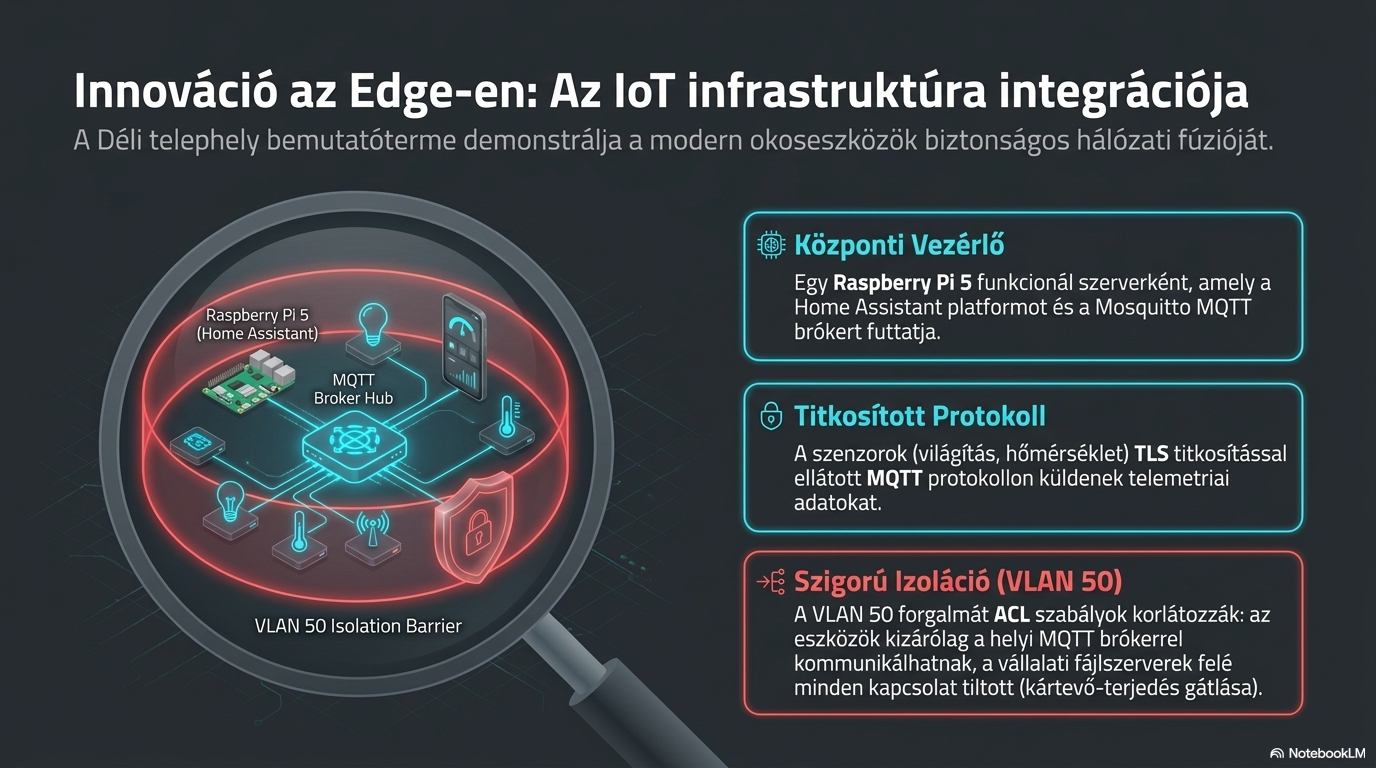 Innováció az Edge-en: Az IoT infrastruktúra integrációja
A Déli telephely bemutatóterme demonstrálja a modern okoseszközök biztonságos hálózati fúzióját.
Raspberry Pi 5
(Home Assistant)
MQTT
Broker Hub
VLAN 50 Isolation Barrier
Központi Vezérlő
Egy Raspberry Pi 5 funkcionál szerverként, amely a
Home Assistant platformot és a Mosquitto MQTT
brókert futtatja.
Titkosított Protokoll
A szenzorok (világítás, hőmérséklet) TLS titkosítással
ellátott MQTT protokollon küldenek telemetriai
adatokat.
Szigorú Izoláció (VLAN 50)
A VLAN 50 forgalmát ACL szabályok korlátozzák: az
eszközök kizárólag a helyi MQTT brókerrel
kommunikálhatnak, a vállalati fájlszerverek felé
minden kapcsolat tiltott (kártevő-terjedés gátlása).
NotebookLM